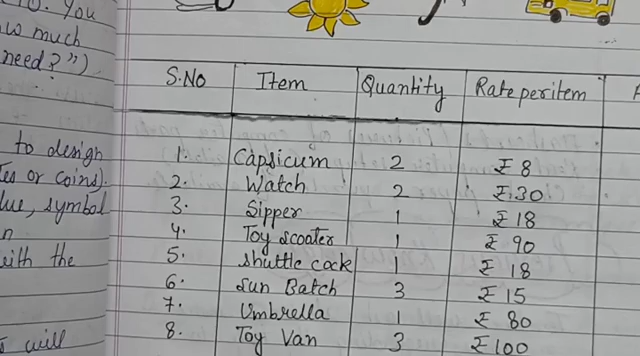 You
w much
need?")
to design
es or coins).
lue, symbol
n
with the
will
S.No Item Quantity Rate per item A
1. Capsicum 2 ₹ 8
2. Watch 2 ₹ 30
3. Sipper 1 ₹ 18
4. Toy scooter 1 ₹ 90
5. Shuttle cock 1 ₹ 18
6. Sun Batch 3 ₹ 15
7. Umbrella 1 ₹ 80
8. Toy Van 3 ₹100